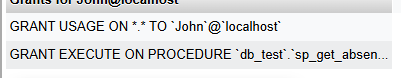 Grants for John@localhost
GRANT USAGE ON *.* TO `John`@`localhost`
GRANT EXECUTE ON PROCEDURE `db_test`.`sp_get_absen...